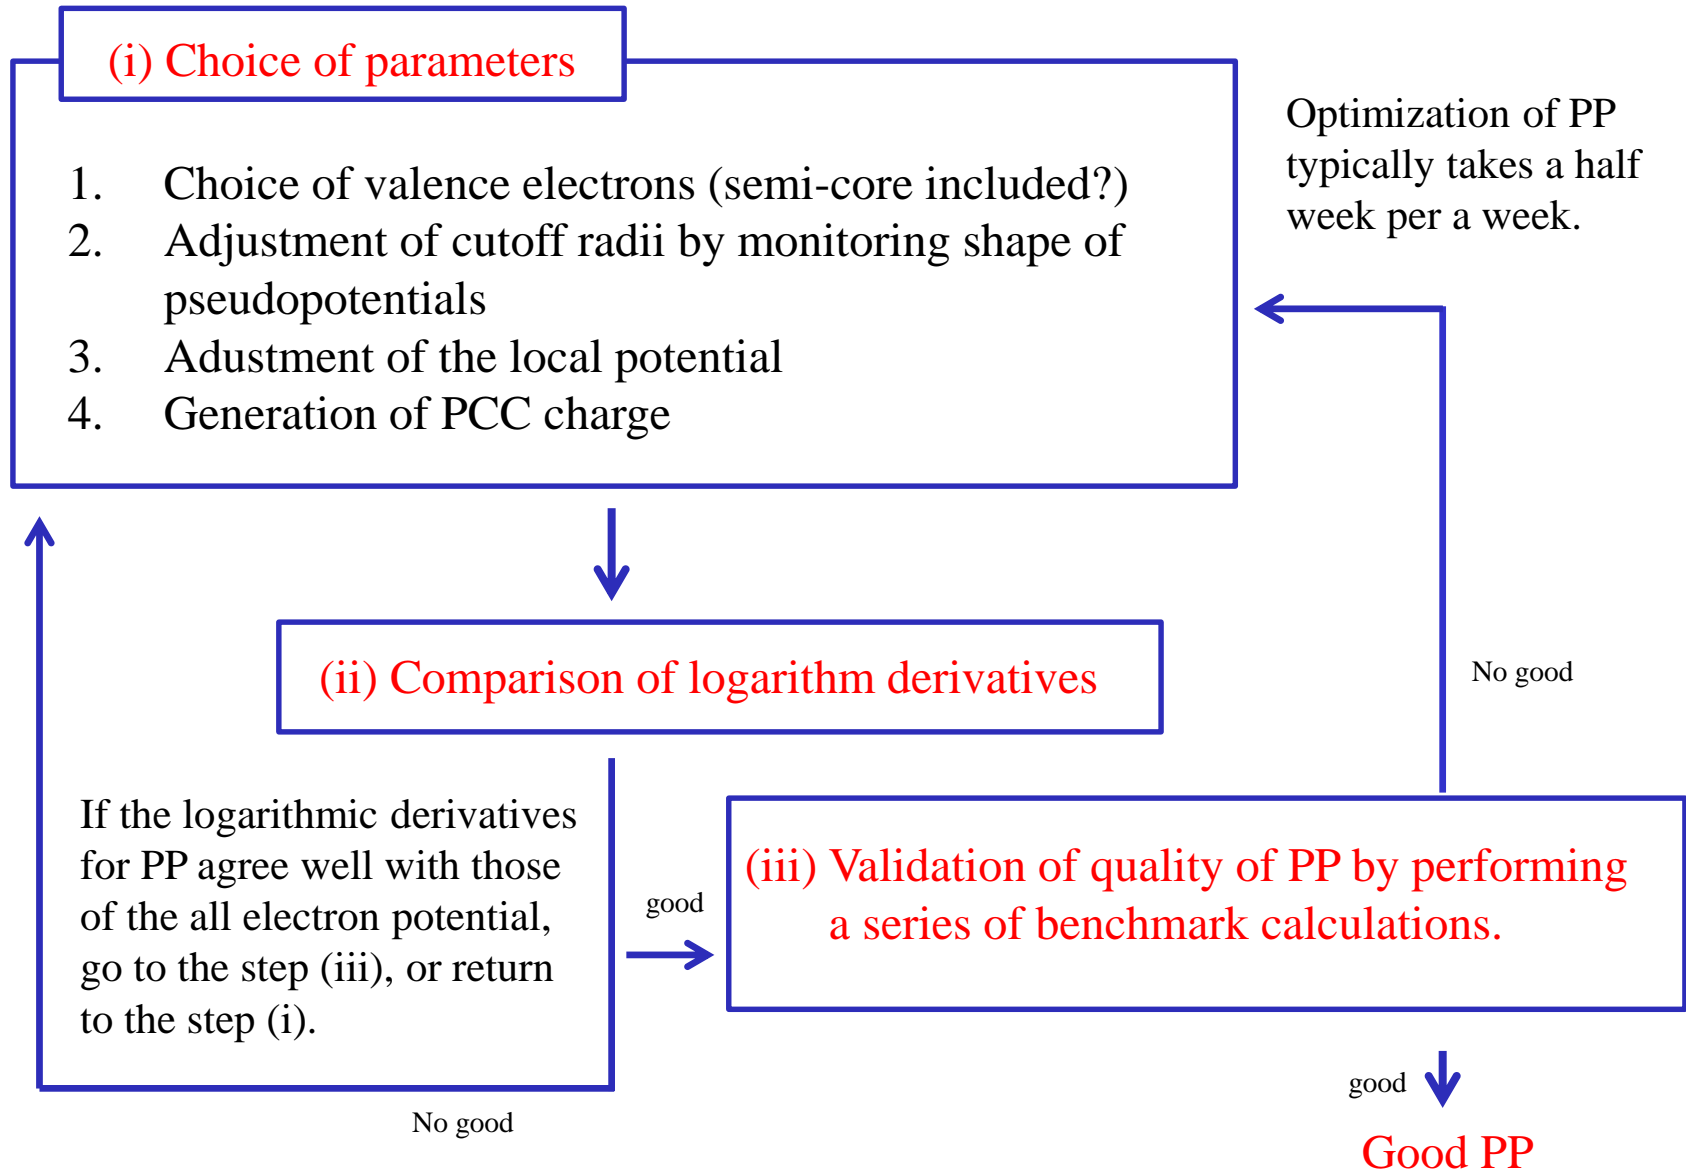 (i) Choice of parameters
1. Choice of valence electrons (semi-core included?)
2. Adjustment of cutoff radii by monitoring shape of
pseudopotentials
3. Adustment of the local potential
4. Generation of PCC charge
Optimization of PP
typically takes a half
week per a week.
(ii) Comparison of logarithm derivatives
No good
If the logarithmic derivatives
for PP agree well with those
of the all electron potential,
go to the step (iii), or return
to the step (i).
good
(iii) Validation of quality of PP by performing
a series of benchmark calculations.
No good
good
Good PP